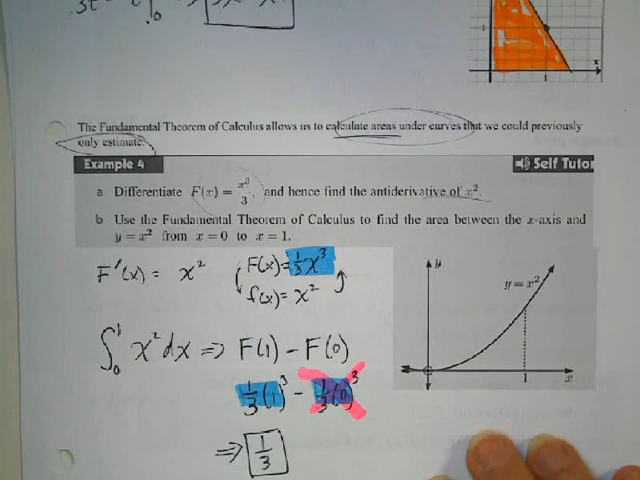 The Fundamental Theorem of Calculus allows us to calculate areas under curves that we could previously
only estimate.
Example 4
Self Tutor
a Differentiate F(x) = x³/3, and hence find the antiderivative of x².
b Use the Fundamental Theorem of Calculus to find the area between the x-axis and
y = x² from x = 0 to x = 1.
F'(x) = x²
F(x) = 1/3 x³
f(x) = x²
∫₀¹ x² dx ⇒ F(1) − F(0)
1/3(1)³ − 1/3(0)³
⇒ 1/3
y
y = x²
1
x
1
1
x